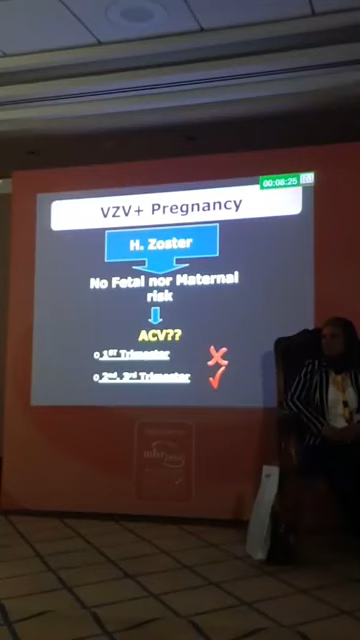 00:08:25
VZV+ Pregnancy
H. Zoster
No Fetal nor Maternal
risk
ACV??
o 1ST Trimester
o 2nd, 3rd Trimester